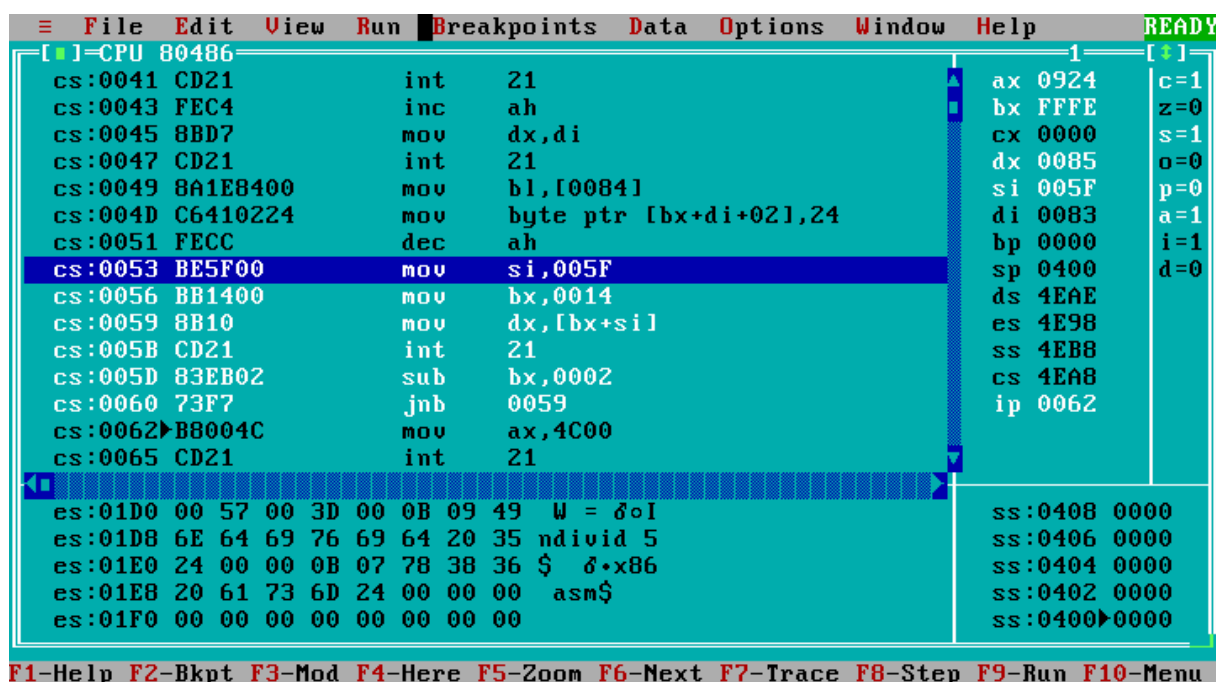 ≡ File Edit View Run Breakpoints Data Options Window Help READY
[■]=CPU 80486 1 [↕]
cs:0041 CD21 int 21 ax 0924 c=1
cs:0043 FEC4 inc ah bx FFFE z=0
cs:0045 8BD7 mov dx,di cx 0000 s=1
cs:0047 CD21 int 21 dx 0085 o=0
cs:0049 8A1E8400 mov bl,[0084] si 005F p=0
cs:004D C6410224 mov byte ptr [bx+di+02],24 di 0083 a=1
cs:0051 FECC dec ah bp 0000 i=1
cs:0053 BE5F00 mov si,005F sp 0400 d=0
cs:0056 BB1400 mov bx,0014 ds 4EAE
cs:0059 8B10 mov dx,[bx+si] es 4E98
cs:005B CD21 int 21 ss 4EB8
cs:005D 83EB02 sub bx,0002 cs 4EA8
cs:0060 73F7 jnb 0059 ip 0062
cs:0062►B8004C mov ax,4C00
cs:0065 CD21 int 21
es:01D0 00 57 00 3D 00 0B 09 49 W = ♂○I ss:0408 0000
es:01D8 6E 64 69 76 69 64 20 35 ndivid 5 ss:0406 0000
es:01E0 24 00 00 0B 07 78 38 36 $ ♂•x86 ss:0404 0000
es:01E8 20 61 73 6D 24 00 00 00 asm$ ss:0402 0000
es:01F0 00 00 00 00 00 00 00 00 ss:0400►0000
F1-Help F2-Bkpt F3-Mod F4-Here F5-Zoom F6-Next F7-Trace F8-Step F9-Run F10-Menu